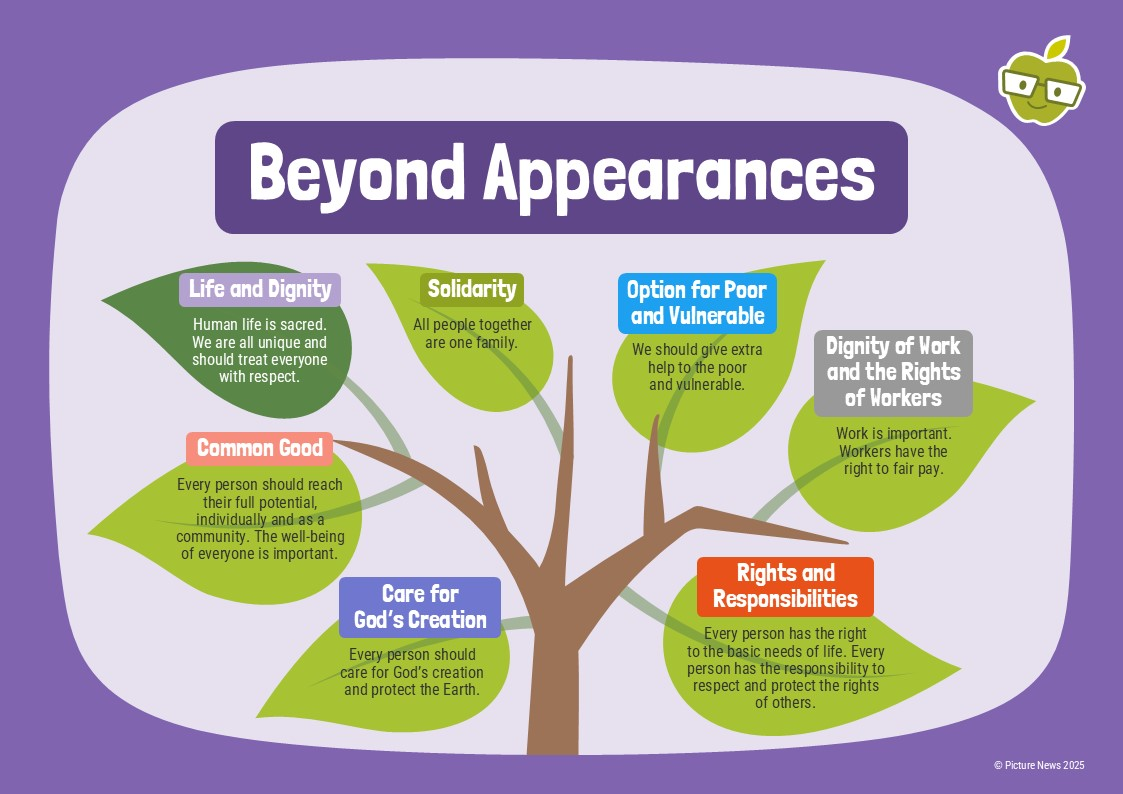 Beyond Appearances
Life and Dignity
Human life is sacred.
We are all unique and
should treat everyone
with respect.
Solidarity
All people together
are one family.
Option for Poor
and Vulnerable
We should give extra
help to the poor
and vulnerable.
Dignity of Work
and the Rights
of Workers
Work is important.
Workers have the
right to fair pay.
Common Good
Every person should reach
their full potential,
individually and as a
community. The well-being
of everyone is important.
Care for
God's Creation
Every person should
care for God's creation
and protect the Earth.
Rights and
Responsibilities
Every person has the right
to the basic needs of life. Every
person has the responsibility to
respect and protect the rights
of others.
© Picture News 2025